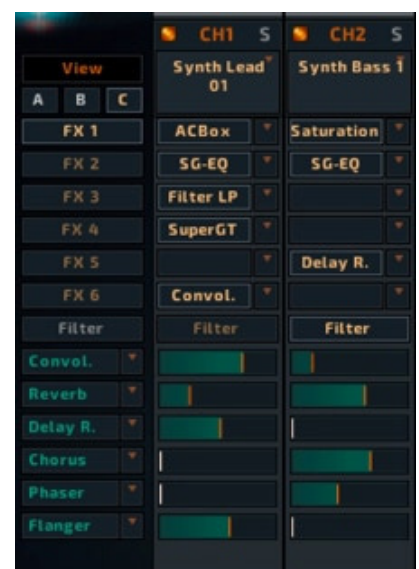 CH1 S CH2 S
View Synth Lead 01 Synth Bass 1
A B C
FX 1 ACBox Saturation
FX 2 SG-EQ SG-EQ
FX 3 Filter LP
FX 4 SuperGT
FX 5 Delay R.
FX 6 Convol.
Filter Filter Filter
Convol.
Reverb
Delay R.
Chorus
Phaser
Flanger